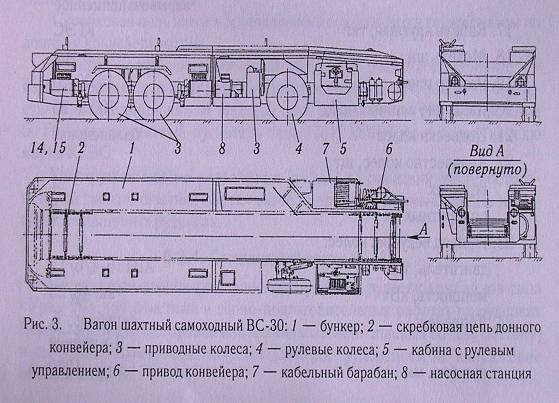 14, 15 2 1 3 8 3 4 5 7 6
Вид А
(повернуто)
А
Рис. 3. Вагон шахтный самоходный ВС-30: 1 — бункер; 2 — скребковая цепь донного
конвейера; 3 — приводные колеса; 4 — рулевые колеса; 5 — кабина с рулевым
управлением; 6 — привод конвейера; 7 — кабельный барабан; 8 — насосная станция